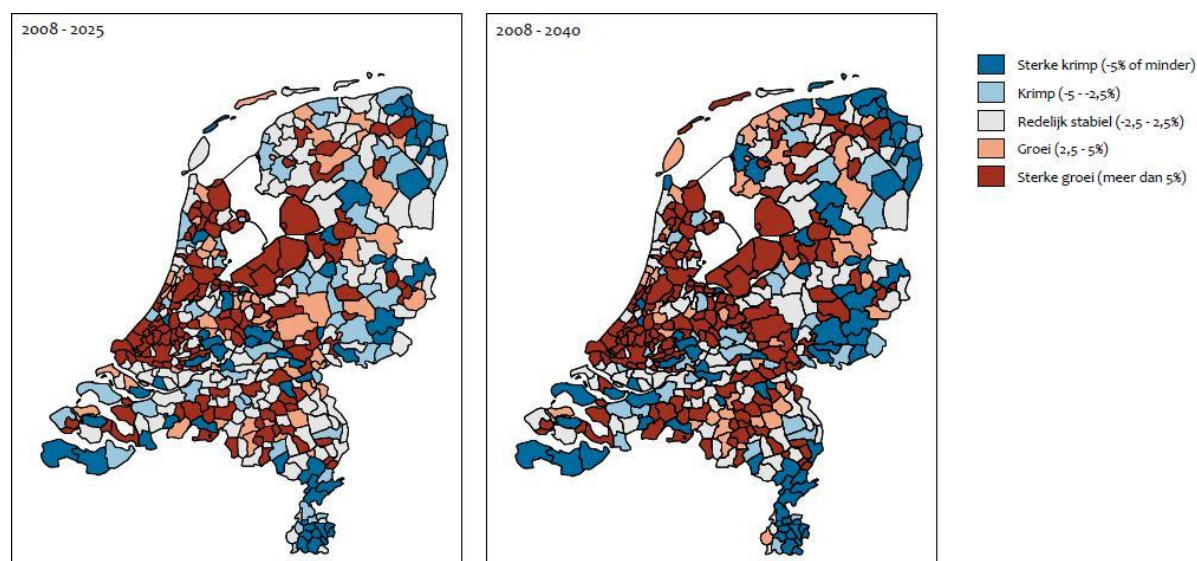 2008 - 2025
2008 - 2040
Sterke krimp (-5% of minder)
Krimp (-5 - -2,5%)
Redelijk stabiel (-2,5 - 2,5%)
Groei (2,5 - 5%)
Sterke groei (meer dan 5%)